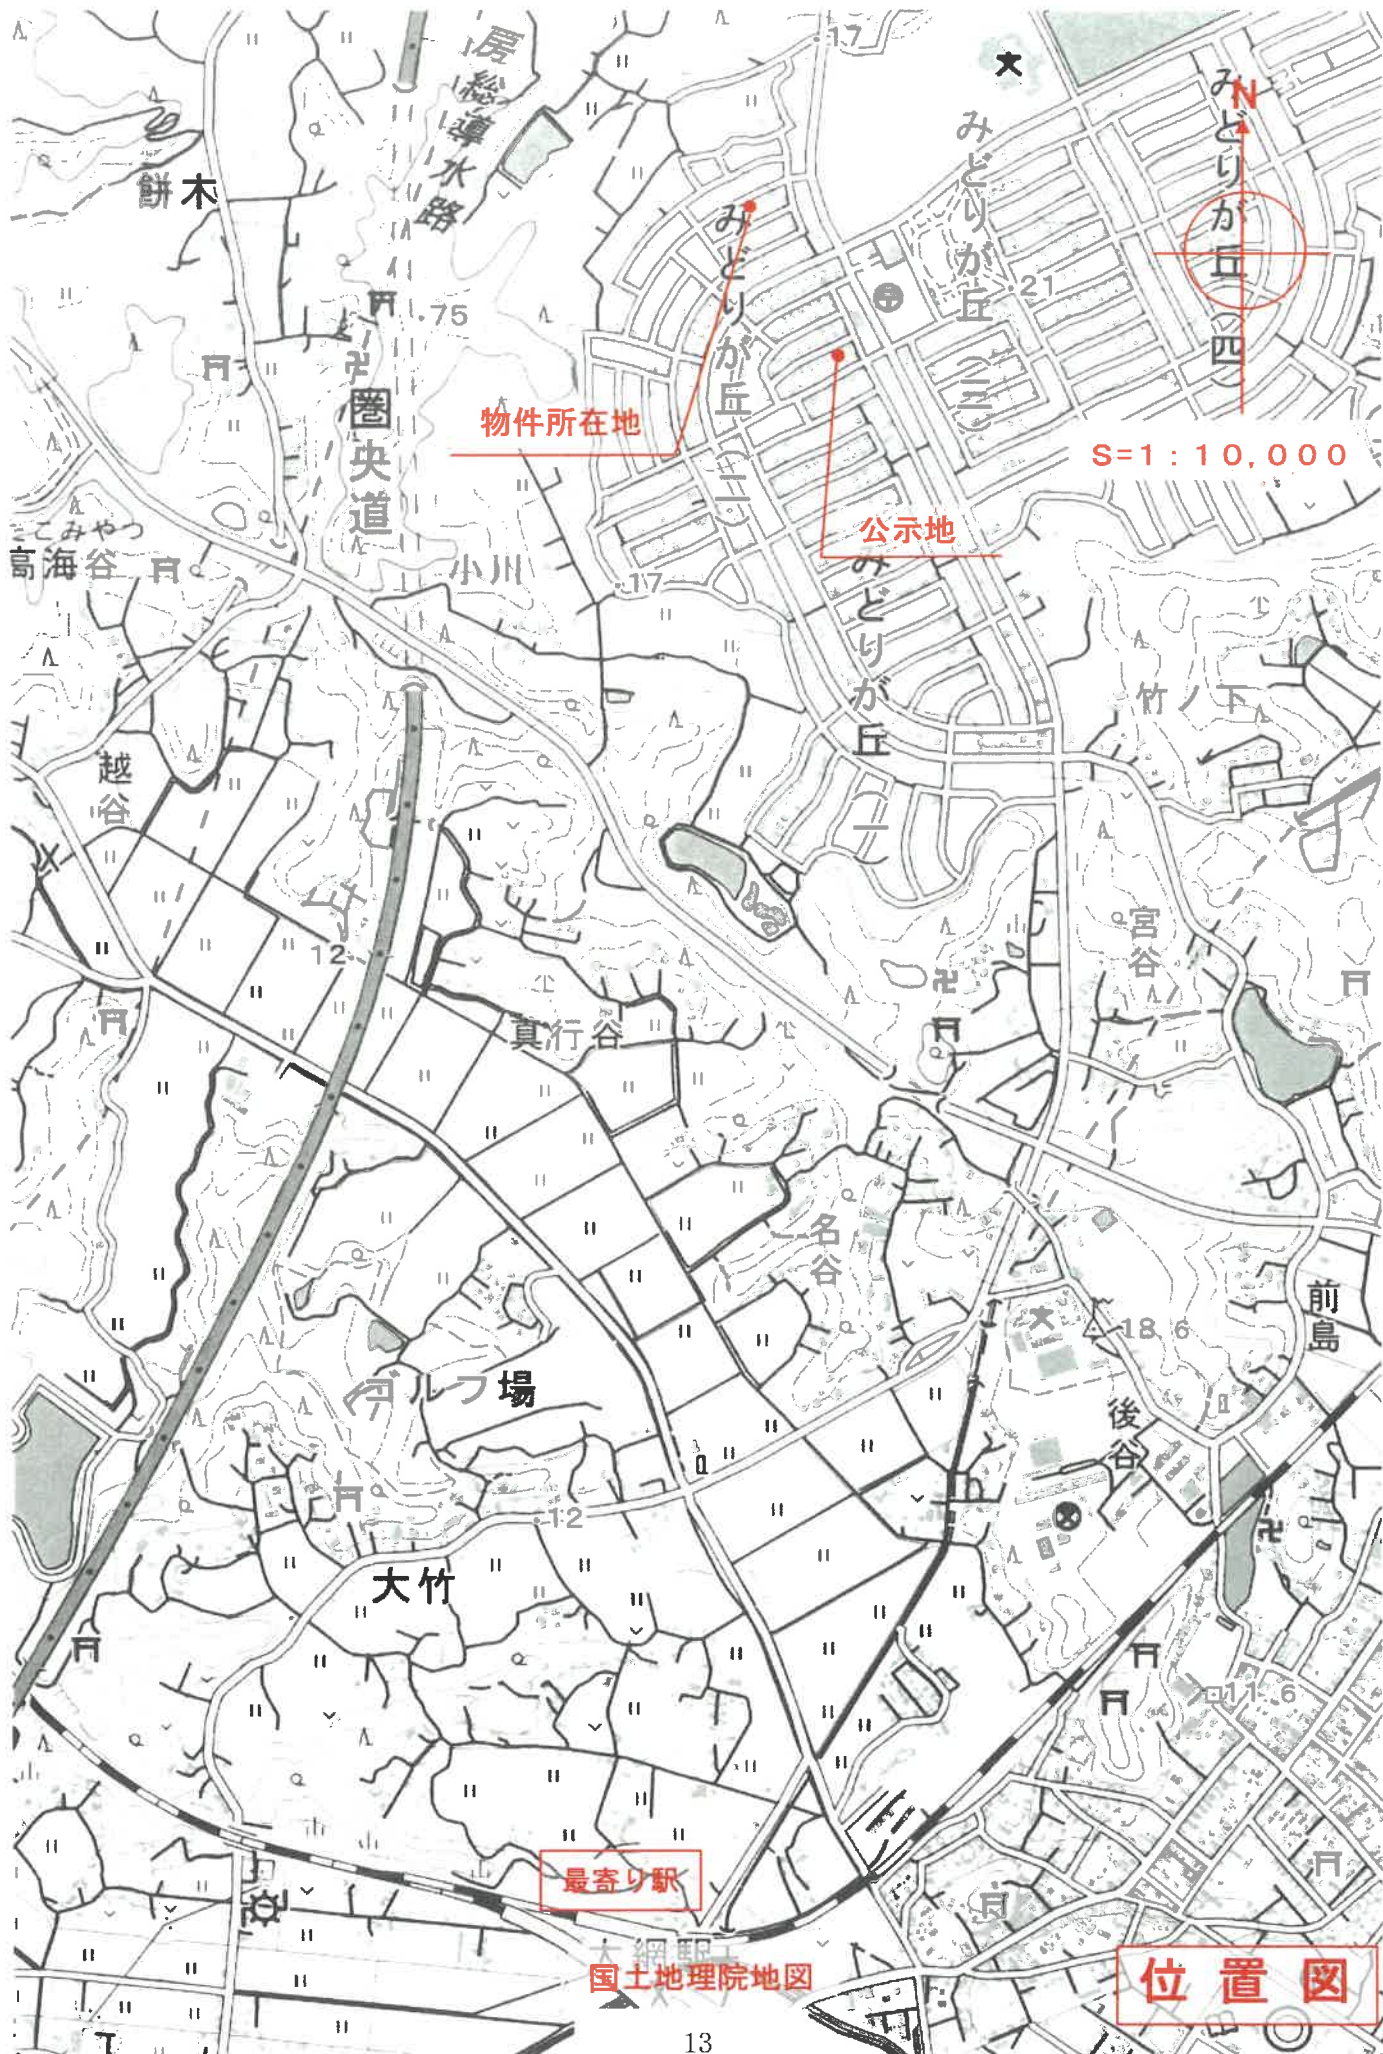 17
房総導水路
みどりが丘(三)
みどりが丘(四)
N
餅木
みどりが丘(二)
21
75
圏央道
物件所在地
S=1:10,000
公示地
こみやつ
高海谷
小川
17
みどりが丘(一)
竹ノ下
越谷
宮谷
12
真行谷
名谷
前島
18.6
ゴルフ場
後谷
12
大竹
11.6
最寄り駅
大網駅
国土地理院地図
位置図
13